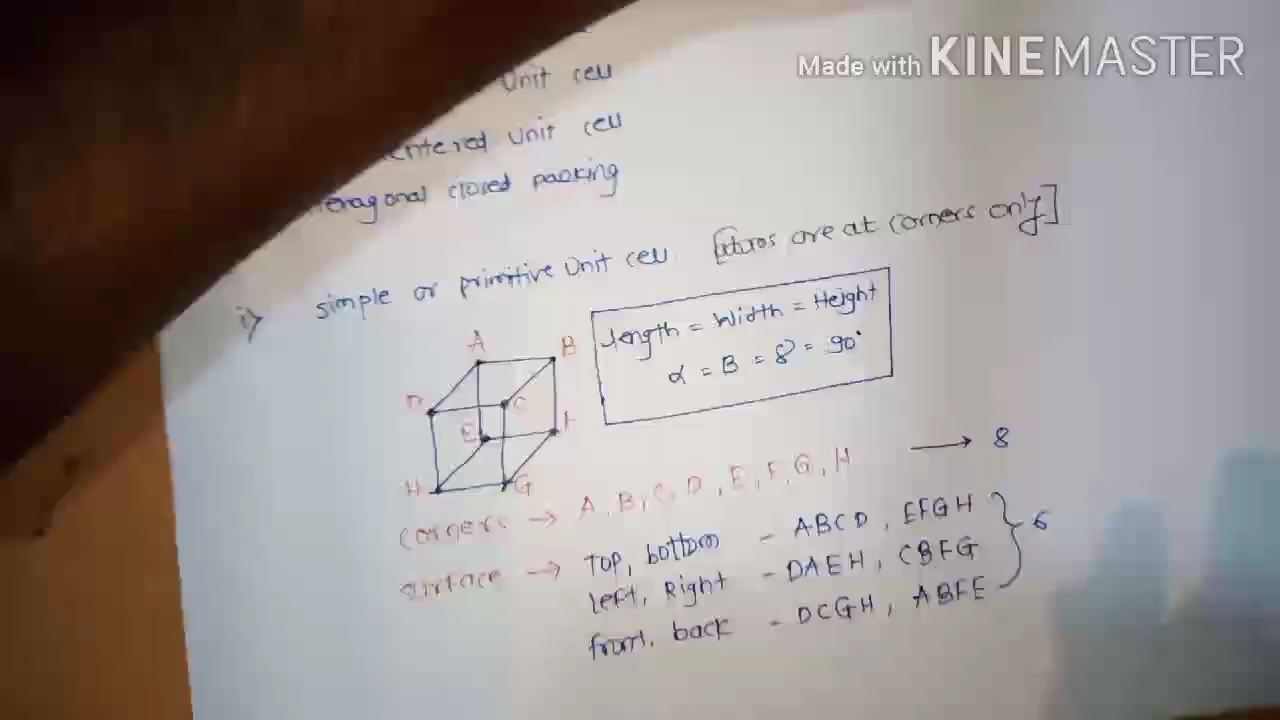 Made with KINEMASTER
Unit cell
entered unit cell
hexagonal closed packing
i) simple or primitive unit cell [atoms are at corners only]
Length = Width = Height
α = B = 8 = 90°
A
B
D
C
E
F
H
G
corners → A, B, C, D, E, F, G, H → 8
surface → Top, bottom - ABCD, EFGH
left, Right - DAEH, CBFG } 6
front, back - DCGH, ABFE